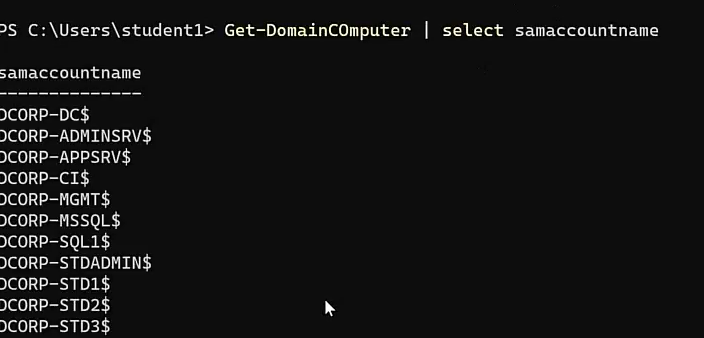 PS C:\Users\student1> Get-DomainCOmputer | select samaccountname
samaccountname
--------------
DCORP-DC$
DCORP-ADMINSRV$
DCORP-APPSRV$
DCORP-CI$
DCORP-MGMT$
DCORP-MSSQL$
DCORP-SQL1$
DCORP-STDADMIN$
DCORP-STD1$
DCORP-STD2$
DCORP-STD3$